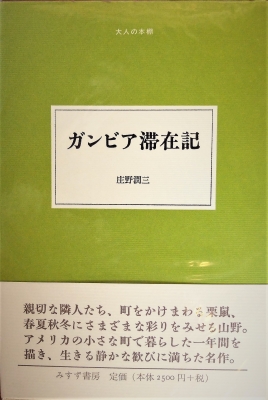 大人の本棚
ガンビア滞在記
庄野潤三
親切な隣人たち、町をかけまわる栗鼠、
春夏秋冬にさまざまな彩りをみせる山野。
アメリカの小さな町で暮らした一年間を
描き、生きる静かな歓びに満ちた名作。
みすず書房　定価（本体2500円＋税）